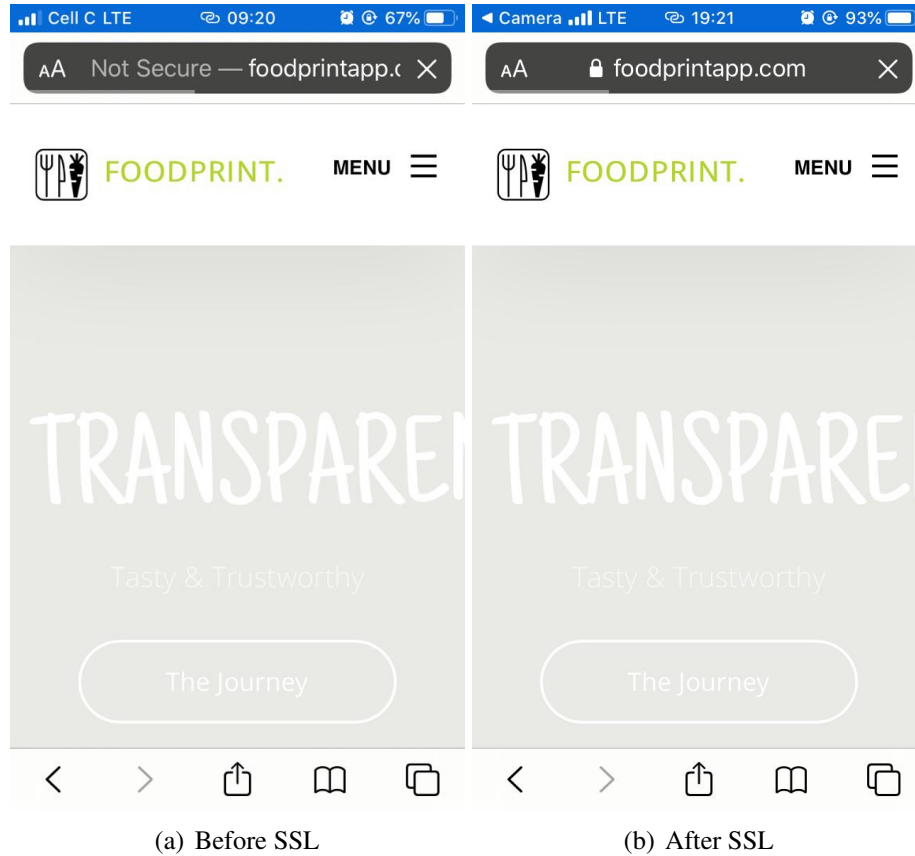 Cell C LTE 09:20 67%
AA Not Secure — foodprintapp.c
FOODPRINT. MENU
TRANSPAREN
Tasty & Trustworthy
The Journey
(a) Before SSL
Camera LTE 19:21 93%
AA foodprintapp.com
FOODPRINT. MENU
TRANSPARE
Tasty & Trustworthy
The Journey
(b) After SSL